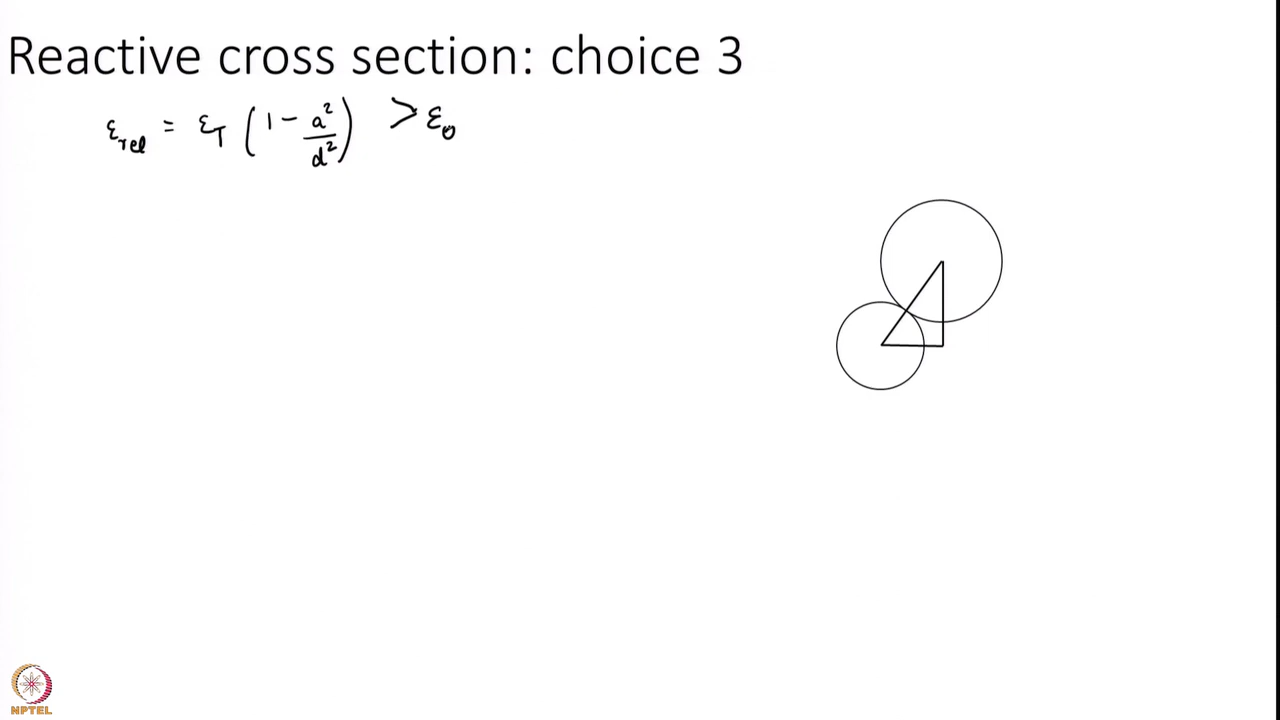 Reactive cross section: choice 3
ε_rel = ε_T (1 - a²/d²) > ε_0
NPTEL